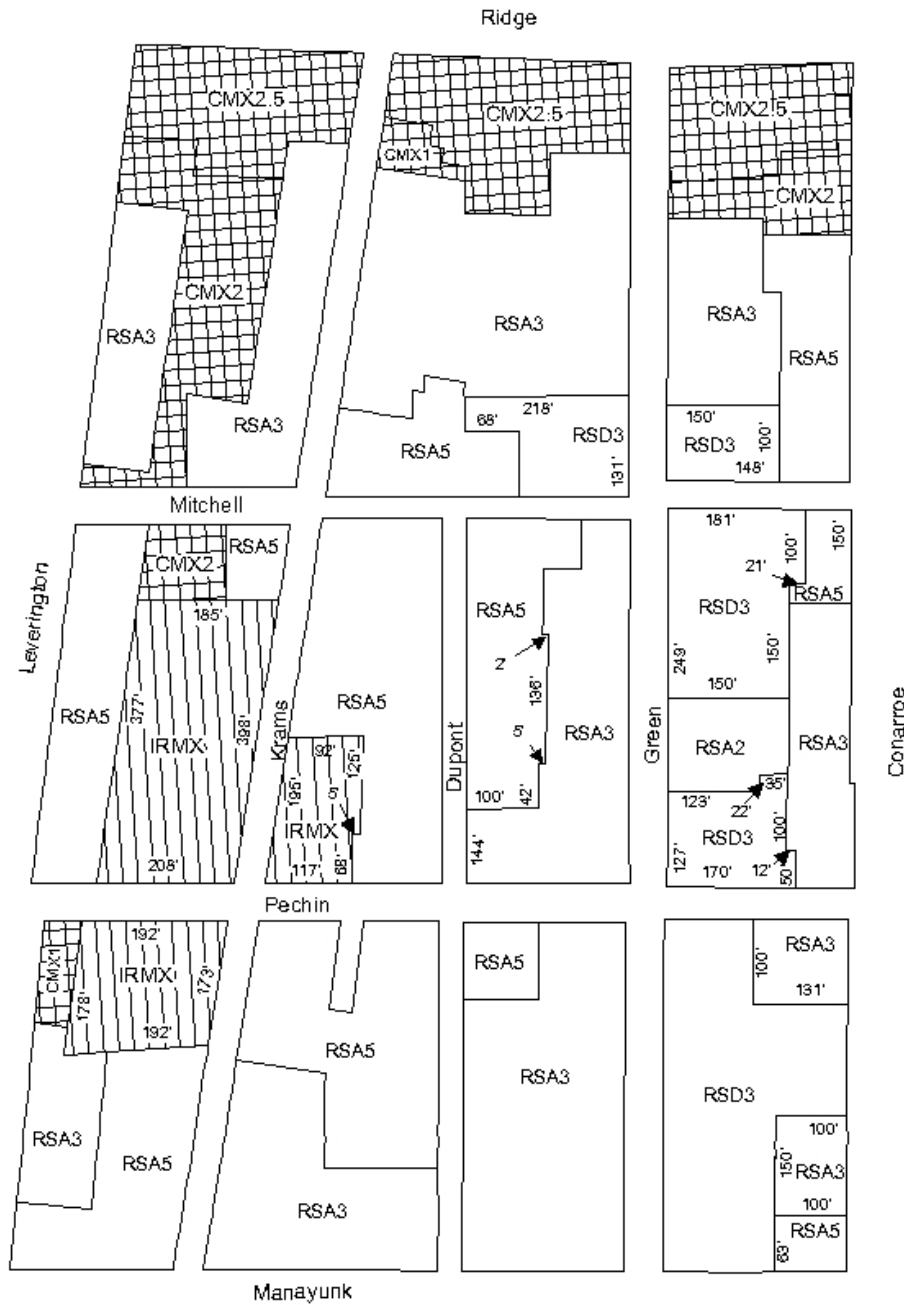 Ridge
CMX2.5
CMX2.5
CMX2.5
CMX1
CMX2
CMX2
RSA3
RSA3
RSA3
RSA3
RSA5
RSA5
RSA3
218'
68'
RSD3
131'
150'
RSD3
100'
148'
Mitchell
Leverington
CMX2
RSA5
185'
RSA5
377'
IRMX
398'
208'
Krams
RSA5
92'
125'
195'
5'
IRMX
117'
68'
Dupont
RSA5
2'
136'
5'
RSA3
100'
42'
144'
Green
181'
100'
150'
21'
RSA5
RSD3
249'
150'
150'
RSA2
RSA3
35'
123'
22'
RSD3
100'
127'
170'
12'
50'
Conarroe
Pechin
CMX1
192'
IRMX
178'
173'
192'
RSA3
RSA5
RSA5
RSA3
RSA5
RSA3
RSA3
100'
131'
RSD3
100'
150'
RSA3
100'
RSA5
Manayunk